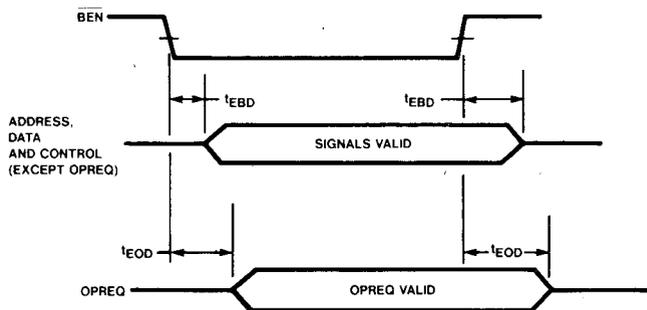 BEN
tEBD
tEBD
ADDRESS,
DATA
AND CONTROL
(EXCEPT OPREQ)
SIGNALS VALID
tEOD
tEOD
OPREQ
OPREQ VALID